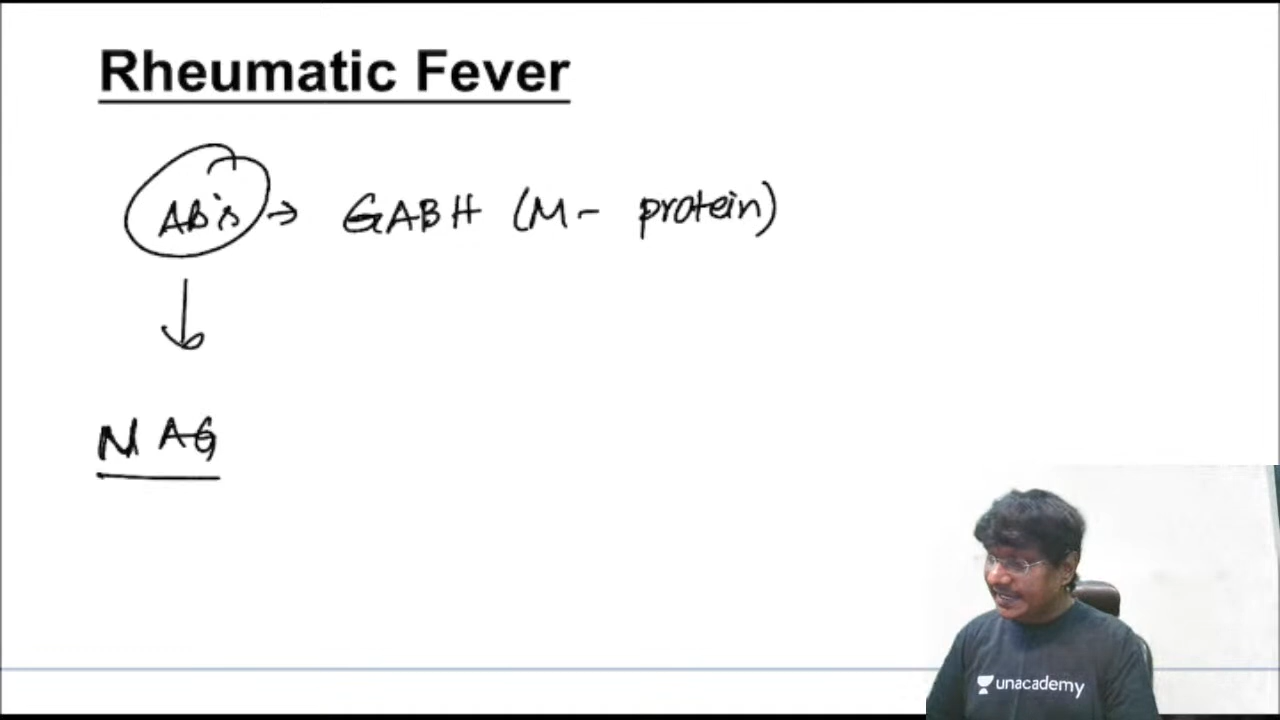 Rheumatic Fever
AB's → GABH (M- protein)
↓
N AG
unacademy